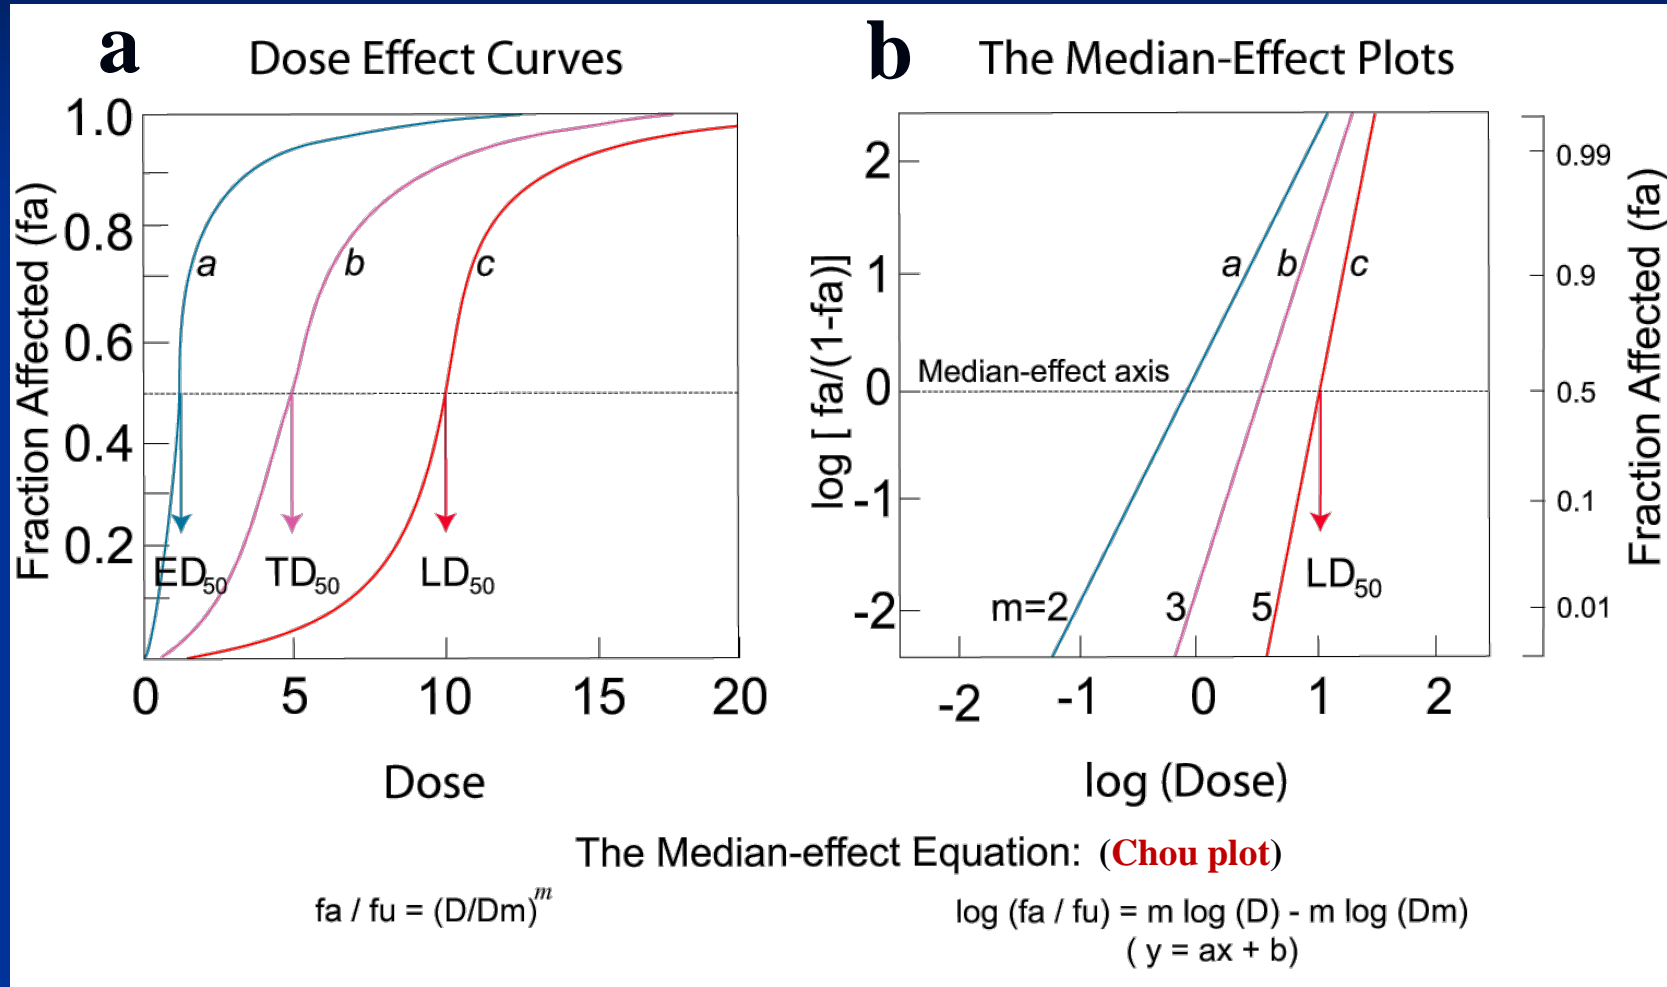 a Dose Effect Curves
Fraction Affected (fa)
1.0
0.8
0.6
0.4
0.2
a
b
c
ED50
TD50
LD50
0 5 10 15 20
Dose
b The Median-Effect Plots
log [ fa/(1-fa)]
2
1
0
-1
-2
Median-effect axis
a
b
c
m=2
3
5
LD50
-2 -1 0 1 2
log (Dose)
0.99
0.9
0.5
0.1
0.01
Fraction Affected (fa)
The Median-effect Equation: (Chou plot)
fa / fu = (D/Dm)^m
log (fa / fu) = m log (D) - m log (Dm)
( y = ax + b)